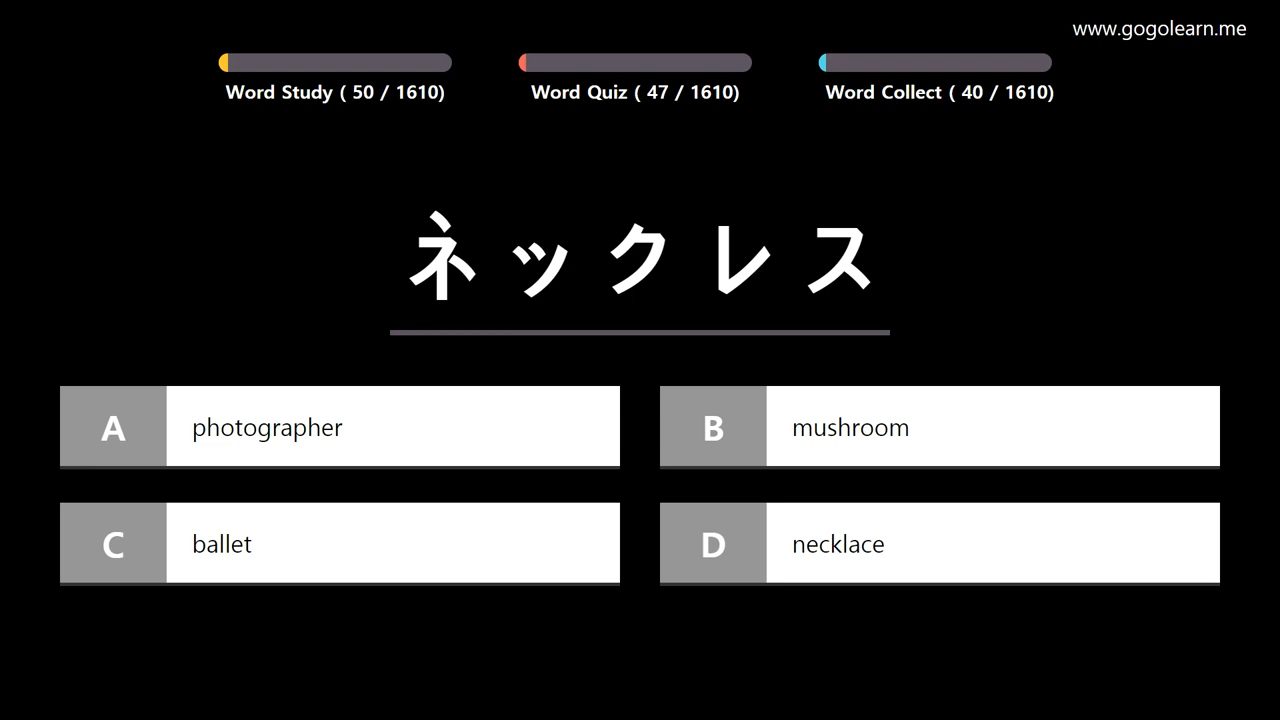 www.gogolearn.me
Word Study ( 50 / 1610)
Word Quiz ( 47 / 1610)
Word Collect ( 40 / 1610)
ネックレス
A photographer
B mushroom
C ballet
D necklace